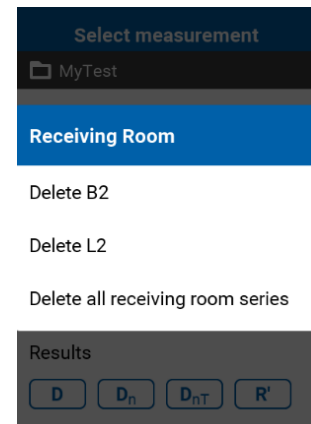 Select measurement
MyTest
Receiving Room
Delete B2
Delete L2
Delete all receiving room series
Results
D Dn DnT R'